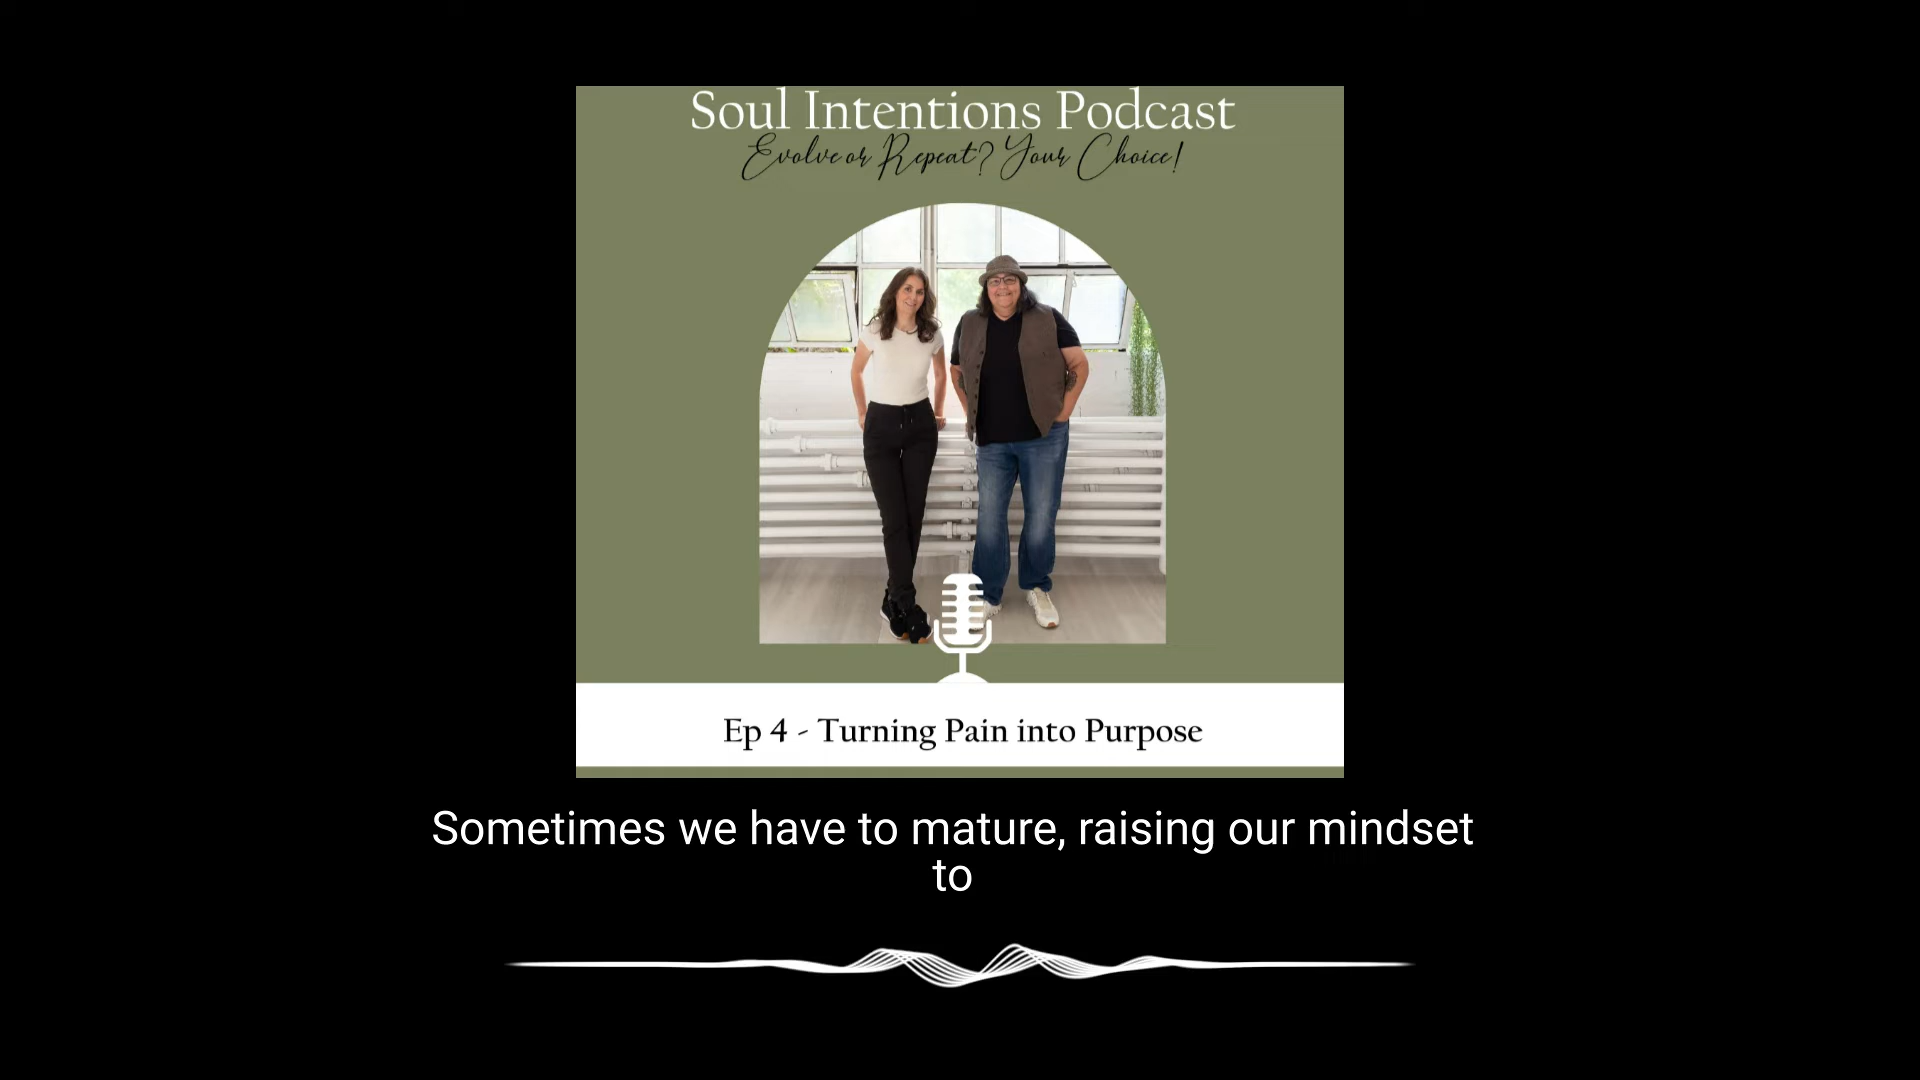 Soul Intentions Podcast
Evolve or Repeat? Your Choice!
Ep 4 - Turning Pain into Purpose
Sometimes we have to mature, raising our mindset
to